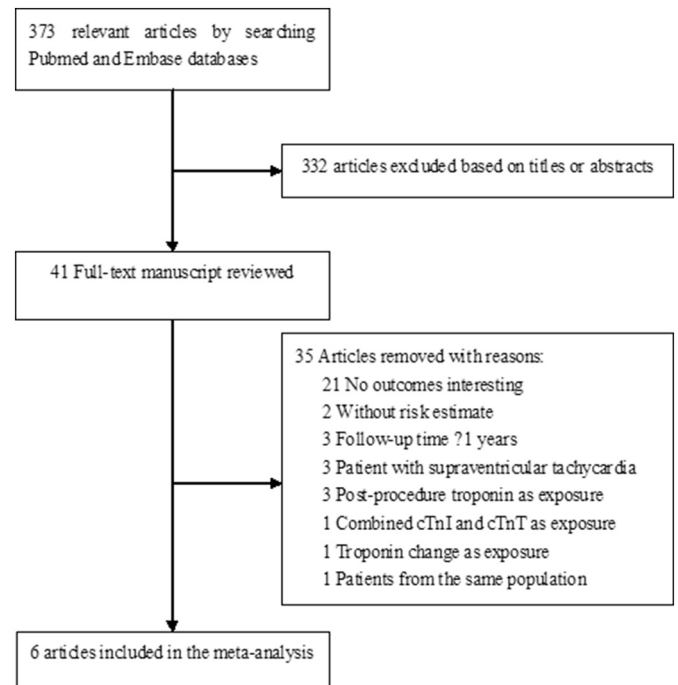 373 relevant articles by searching
Pubmed and Embase databases
332 articles excluded based on titles or abstracts
41 Full-text manuscript reviewed
35 Articles removed with reasons:
21 No outcomes interesting
2 Without risk estimate
3 Follow-up time ?1 years
3 Patient with supraventricular tachycardia
3 Post-procedure troponin as exposure
1 Combined cTnI and cTnT as exposure
1 Troponin change as exposure
1 Patients from the same population
6 articles included in the meta-analysis